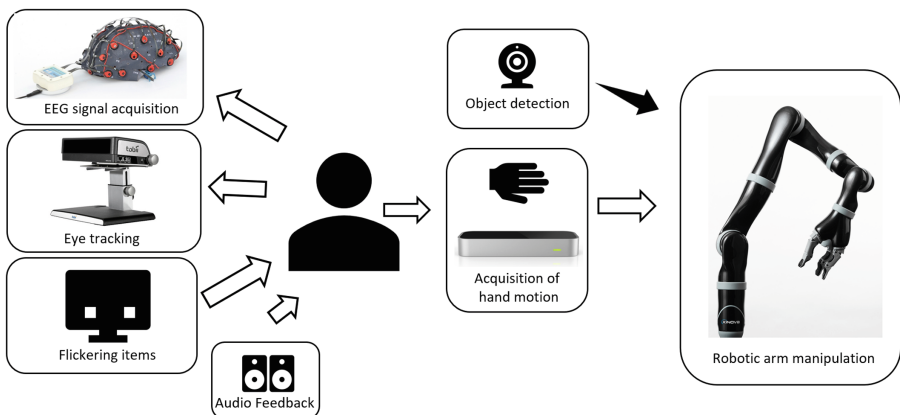 EEG signal acquisition
tobii
Eye tracking
Flickering items
Audio Feedback
Object detection
Acquisition of
hand motion
KINOVA
Robotic arm manipulation